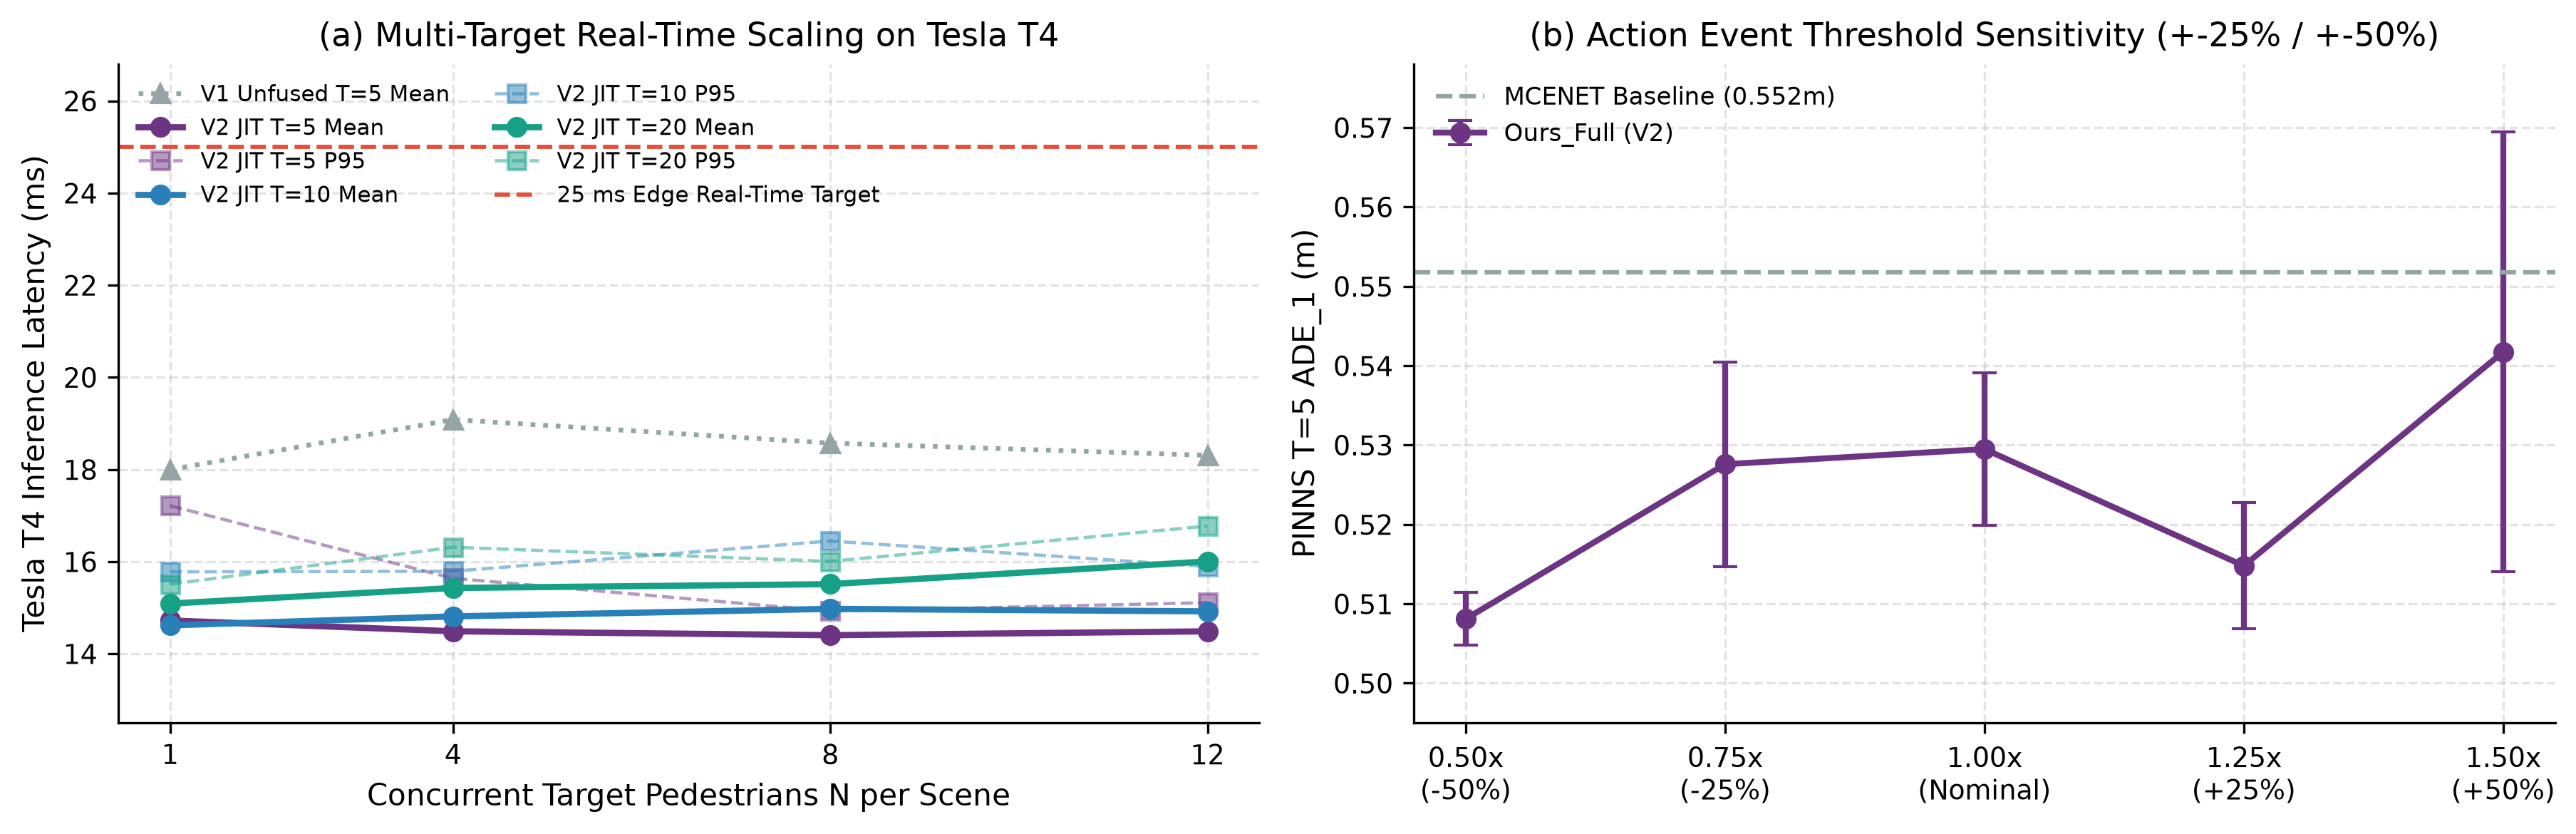 (a) Multi-Target Real-Time Scaling on Tesla T4
Tesla T4 Inference Latency (ms)
26
24
22
20
18
16
14
V1 Unfused T=5 Mean
V2 JIT T=5 Mean
V2 JIT T=5 P95
V2 JIT T=10 Mean
V2 JIT T=10 P95
V2 JIT T=20 Mean
V2 JIT T=20 P95
25 ms Edge Real-Time Target
1 4 8 12
Concurrent Target Pedestrians N per Scene
(b) Action Event Threshold Sensitivity (+-25% / +-50%)
PINNS T=5 ADE_1 (m)
0.57
0.56
0.55
0.54
0.53
0.52
0.51
0.50
MCENET Baseline (0.552m)
Ours_Full (V2)
0.50x 0.75x 1.00x 1.25x 1.50x
(-50%) (-25%) (Nominal) (+25%) (+50%)